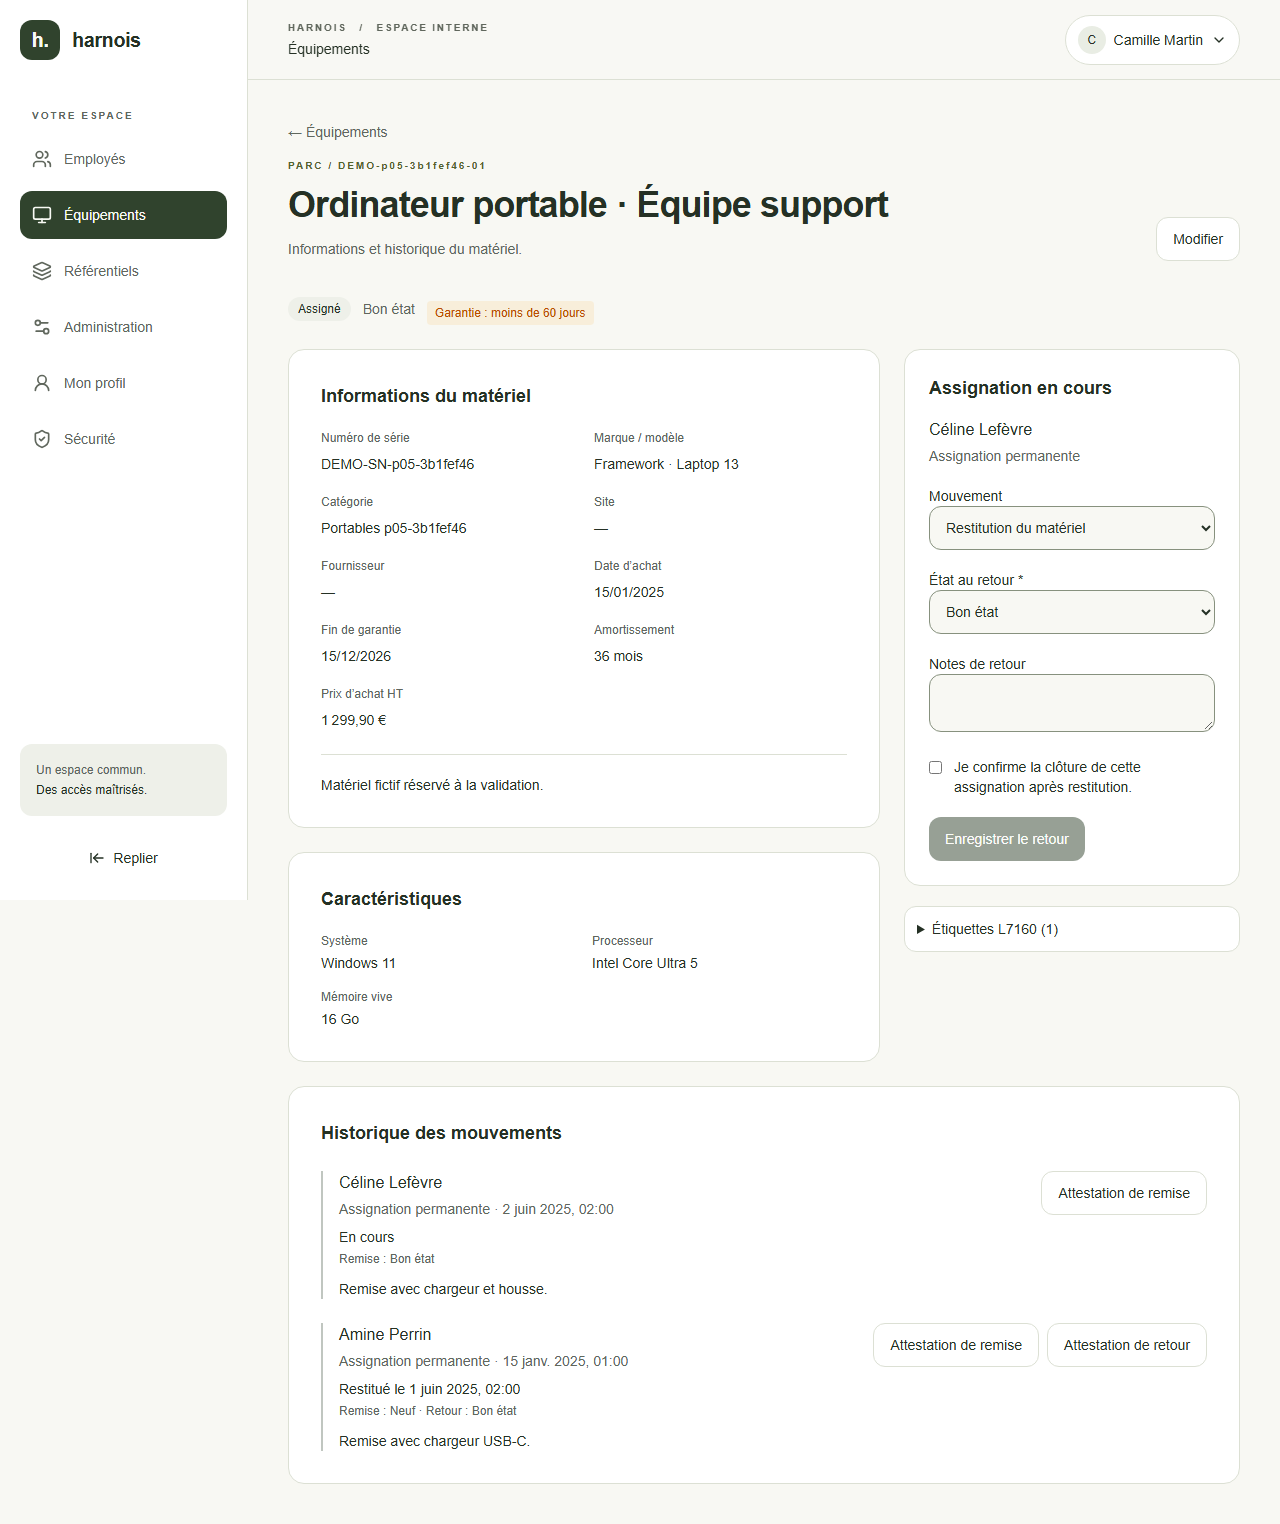 h. harnois
VOTRE ESPACE
Employés
Équipements
Référentiels
Administration
Mon profil
Sécurité
Un espace commun.
Des accès maîtrisés.
Replier
HARNOIS / ESPACE INTERNE
Équipements
C Camille Martin
← Équipements
PARC / DEMO-p05-3b1fef46-01
Ordinateur portable · Équipe support
Informations et historique du matériel.
Modifier
Assigné Bon état Garantie : moins de 60 jours
Informations du matériel
Numéro de série
DEMO-SN-p05-3b1fef46
Marque / modèle
Framework · Laptop 13
Catégorie
Portables p05-3b1fef46
Site
—
Fournisseur
—
Date d'achat
15/01/2025
Fin de garantie
15/12/2026
Amortissement
36 mois
Prix d'achat HT
1 299,90 €
Matériel fictif réservé à la validation.
Caractéristiques
Système
Windows 11
Processeur
Intel Core Ultra 5
Mémoire vive
16 Go
Assignation en cours
Céline Lefèvre
Assignation permanente
Mouvement
Restitution du matériel
État au retour *
Bon état
Notes de retour
Je confirme la clôture de cette
assignation après restitution.
Enregistrer le retour
Étiquettes L7160 (1)
Historique des mouvements
Céline Lefèvre
Assignation permanente · 2 juin 2025, 02:00
En cours
Remise : Bon état
Remise avec chargeur et housse.
Attestation de remise
Amine Perrin
Assignation permanente · 15 janv. 2025, 01:00
Restitué le 1 juin 2025, 02:00
Remise : Neuf · Retour : Bon état
Remise avec chargeur USB-C.
Attestation de remise
Attestation de retour